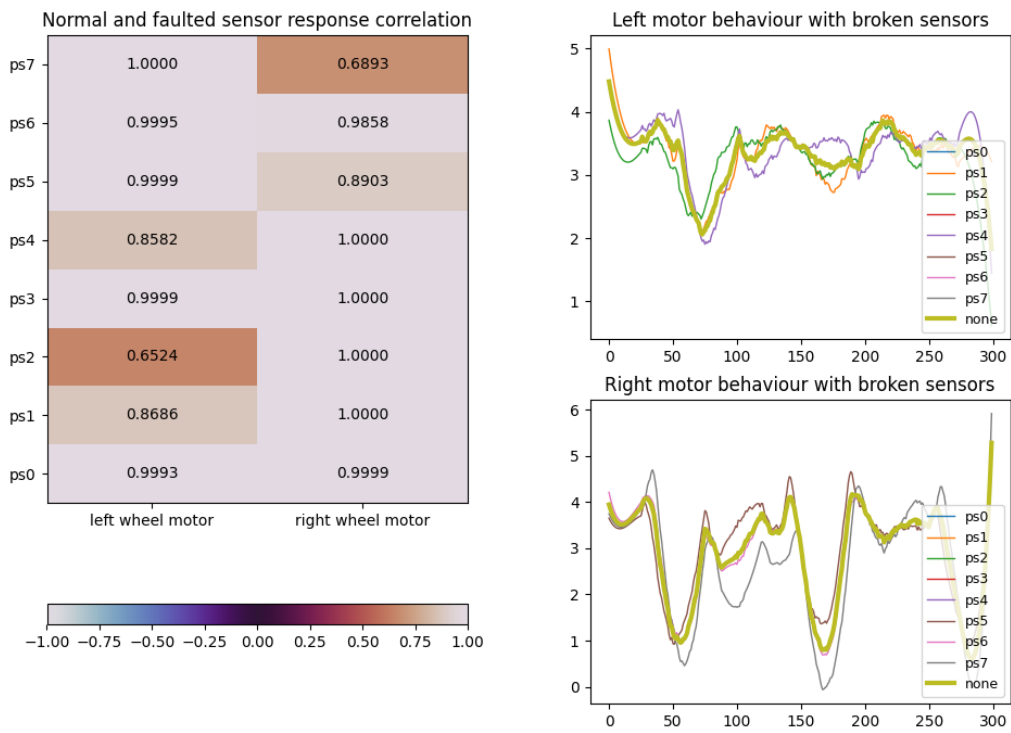 Normal and faulted sensor response correlation
ps7 1.0000 0.6893
ps6 0.9995 0.9858
ps5 0.9999 0.8903
ps4 0.8582 1.0000
ps3 0.9999 1.0000
ps2 0.6524 1.0000
ps1 0.8686 1.0000
ps0 0.9993 0.9999
left wheel motor right wheel motor
−1.00 −0.75 −0.50 −0.25 0.00 0.25 0.50 0.75 1.00
Left motor behaviour with broken sensors
5
4
3
2
1
0 50 100 150 200 250 300
ps0
ps1
ps2
ps3
ps4
ps5
ps6
ps7
none
Right motor behaviour with broken sensors
6
5
4
3
2
1
0
0 50 100 150 200 250 300
ps0
ps1
ps2
ps3
ps4
ps5
ps6
ps7
none